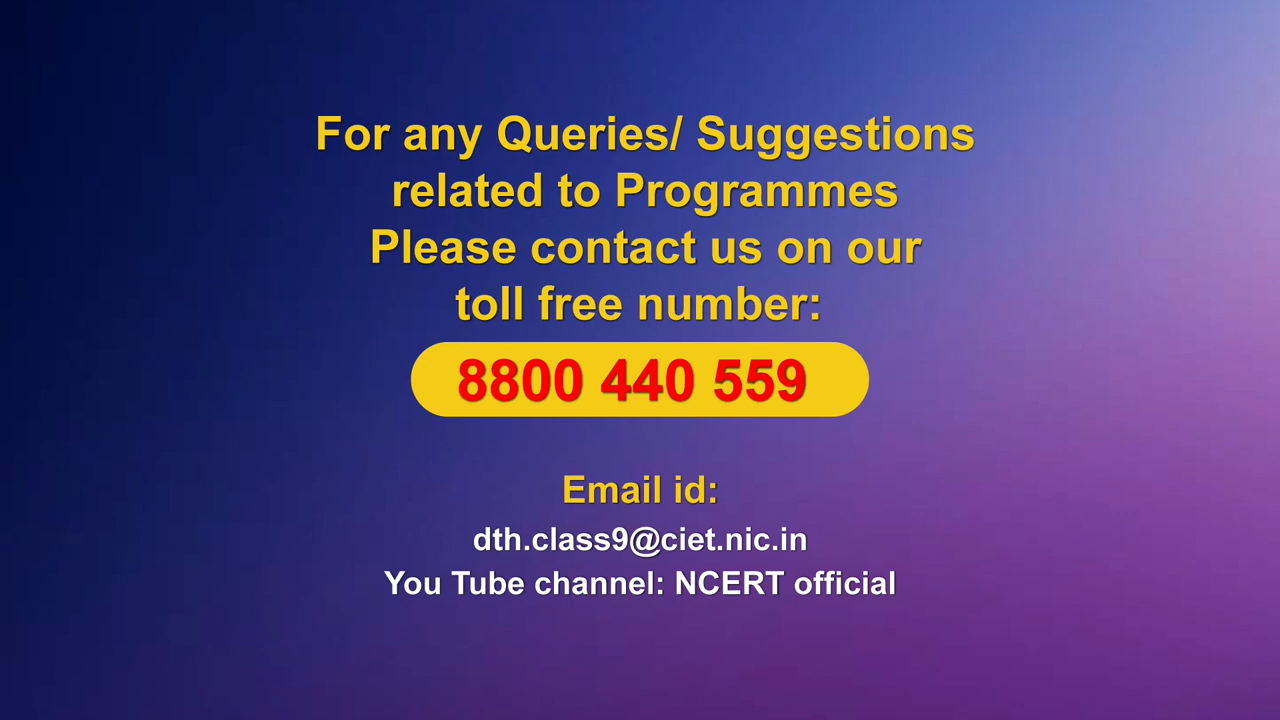 For any Queries/ Suggestions
related to Programmes
Please contact us on our
toll free number:
8800 440 559
Email id:
dth.class9@ciet.nic.in
You Tube channel: NCERT official